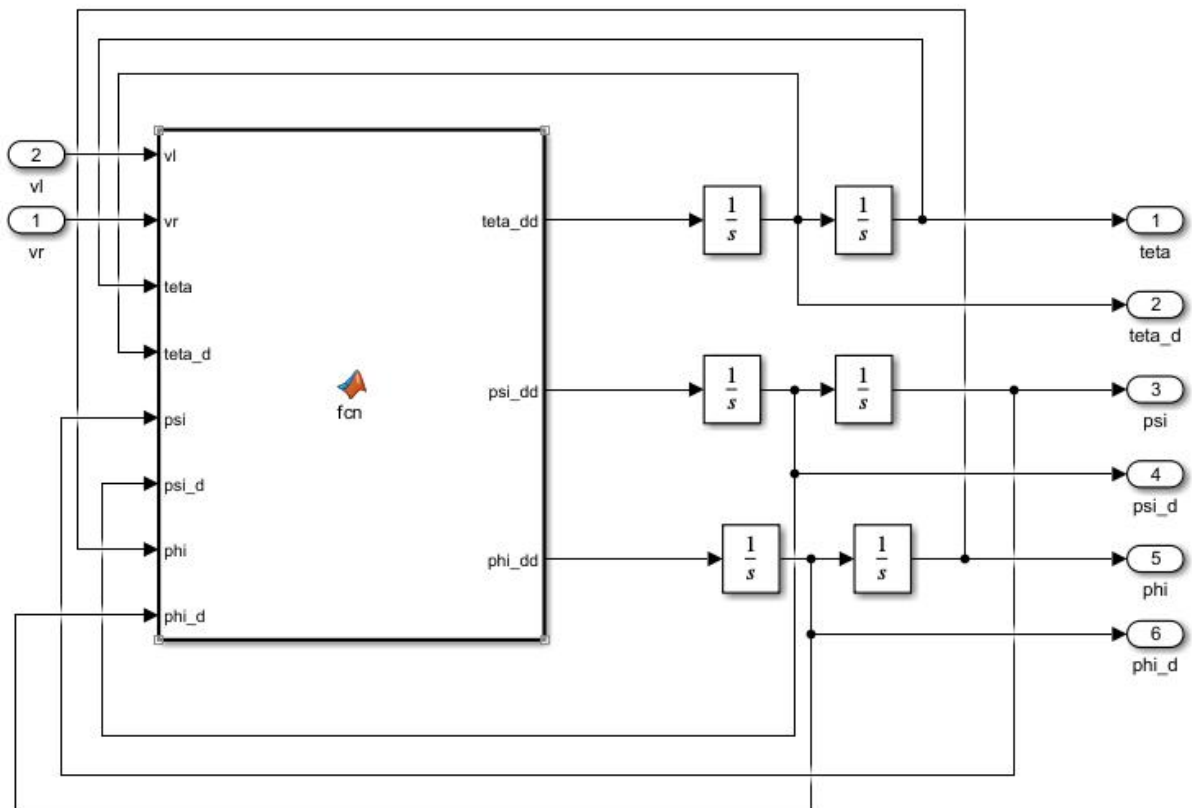 2
vl
1
vr
vl
vr
teta
teta_d
psi
psi_d
phi
phi_d
fcn
teta_dd
psi_dd
phi_dd
1
s
1
s
1
s
1
s
1
s
1
s
1
teta
2
teta_d
3
psi
4
psi_d
5
phi
6
phi_d